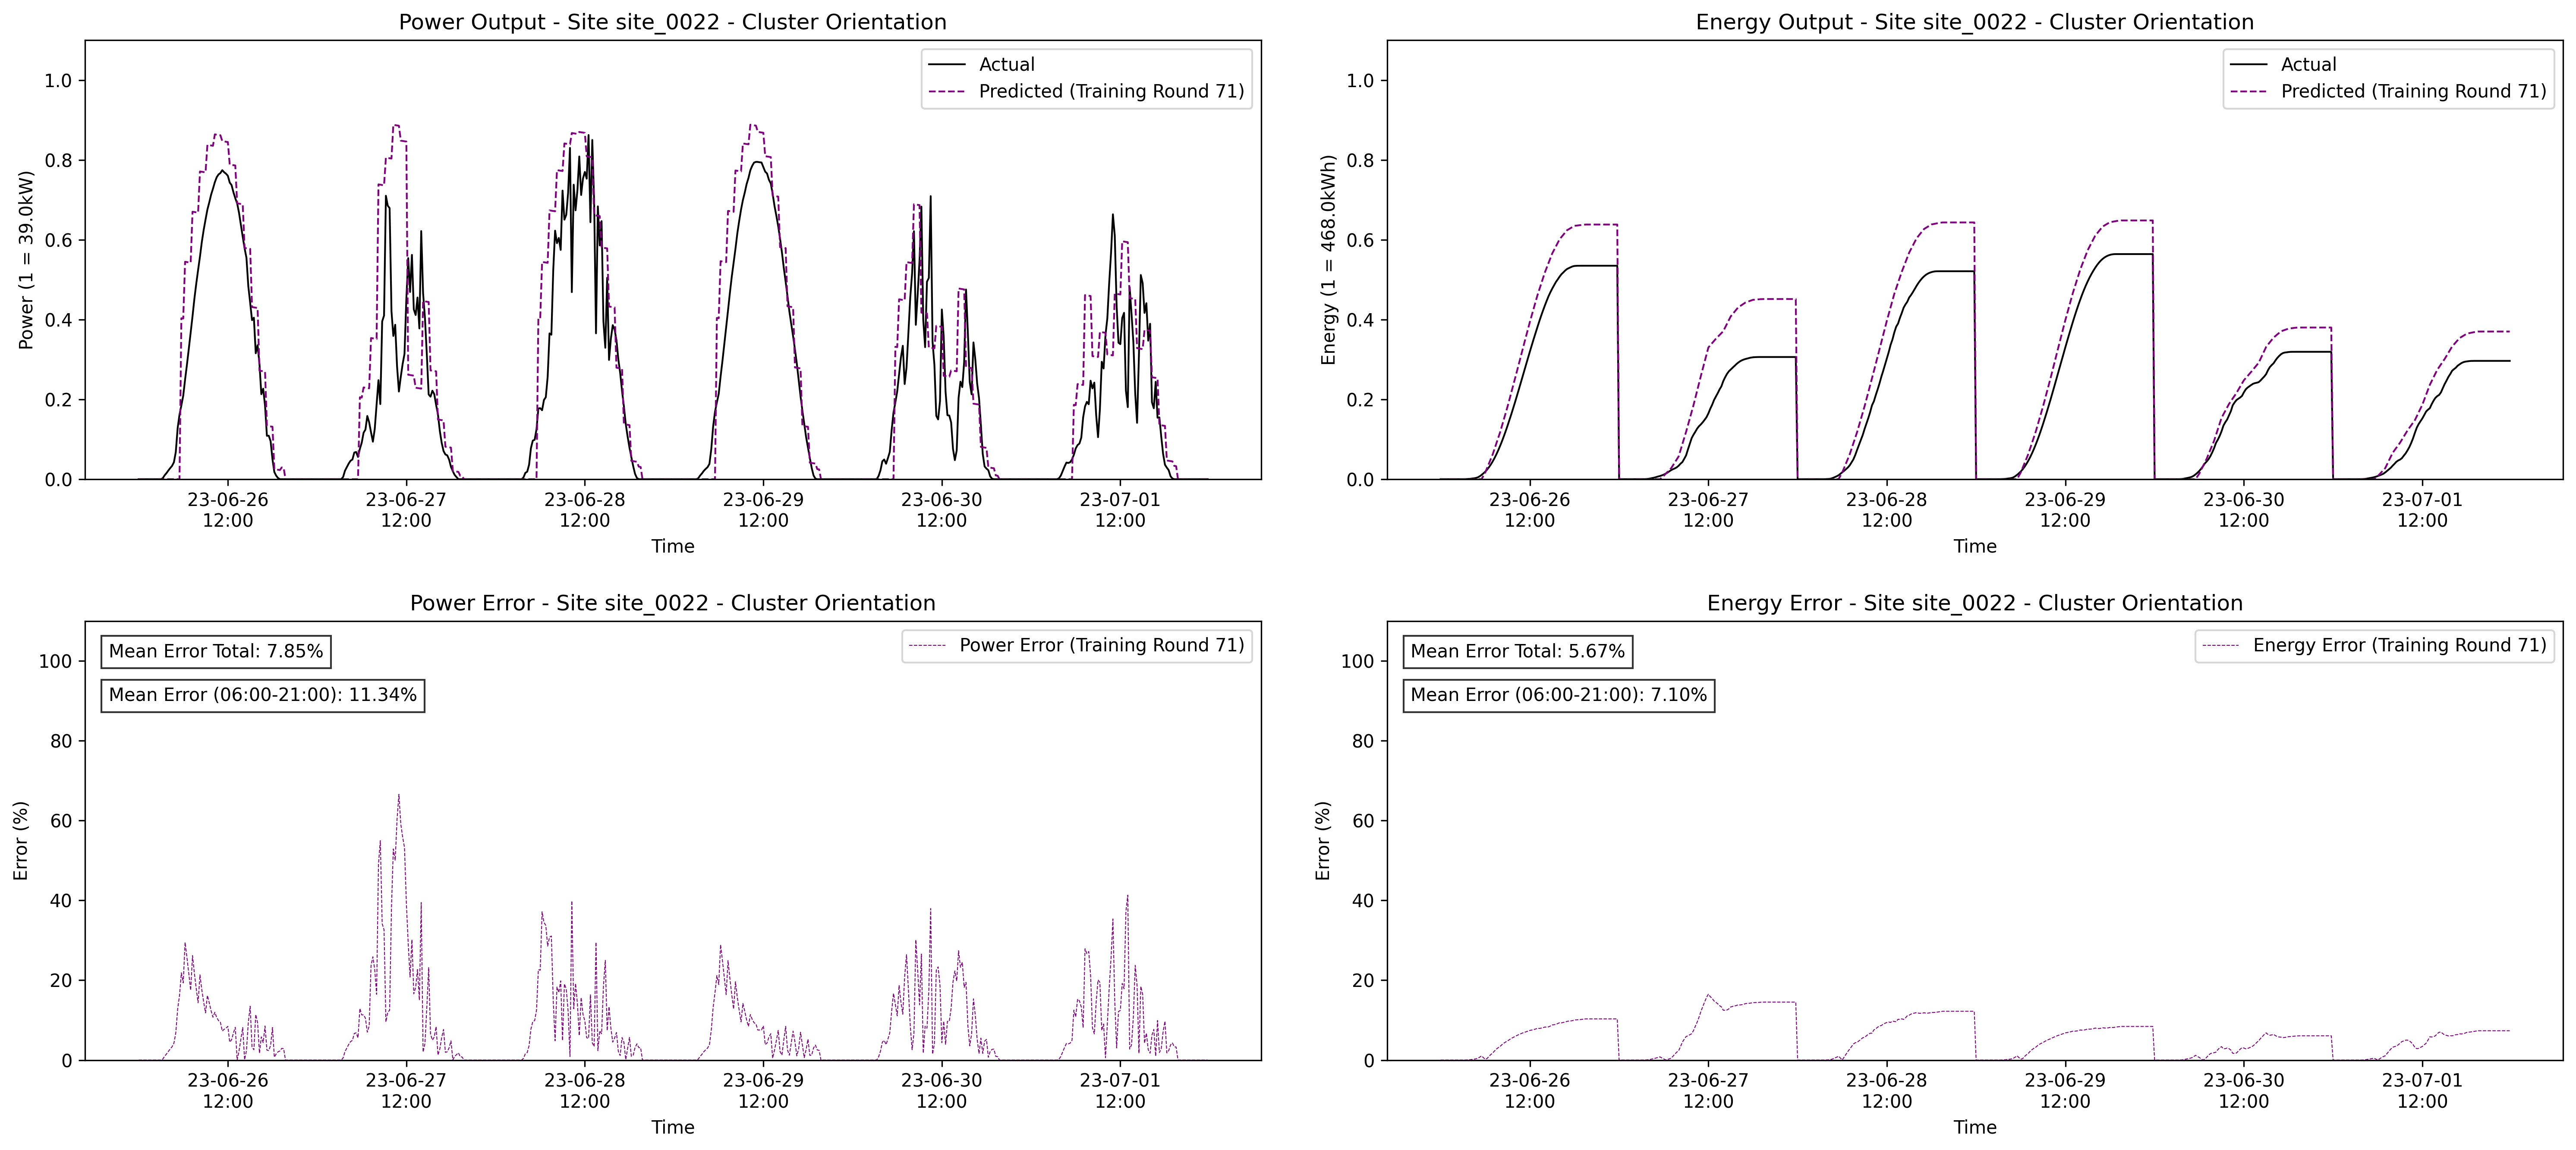 Power Output - Site site_0022 - Cluster Orientation
Actual
Predicted (Training Round 71)
Power (1 = 39.0kW)
1.0
0.8
0.6
0.4
0.2
0.0
23-06-26 23-06-27 23-06-28 23-06-29 23-06-30 23-07-01
12:00 12:00 12:00 12:00 12:00 12:00
Time
Energy Output - Site site_0022 - Cluster Orientation
Actual
Predicted (Training Round 71)
Energy (1 = 468.0kWh)
1.0
0.8
0.6
0.4
0.2
0.0
23-06-26 23-06-27 23-06-28 23-06-29 23-06-30 23-07-01
12:00 12:00 12:00 12:00 12:00 12:00
Time
Power Error - Site site_0022 - Cluster Orientation
Mean Error Total: 7.85%
Mean Error (06:00-21:00): 11.34%
Power Error (Training Round 71)
Error (%)
100
80
60
40
20
0
23-06-26 23-06-27 23-06-28 23-06-29 23-06-30 23-07-01
12:00 12:00 12:00 12:00 12:00 12:00
Time
Energy Error - Site site_0022 - Cluster Orientation
Mean Error Total: 5.67%
Mean Error (06:00-21:00): 7.10%
Energy Error (Training Round 71)
Error (%)
100
80
60
40
20
0
23-06-26 23-06-27 23-06-28 23-06-29 23-06-30 23-07-01
12:00 12:00 12:00 12:00 12:00 12:00
Time